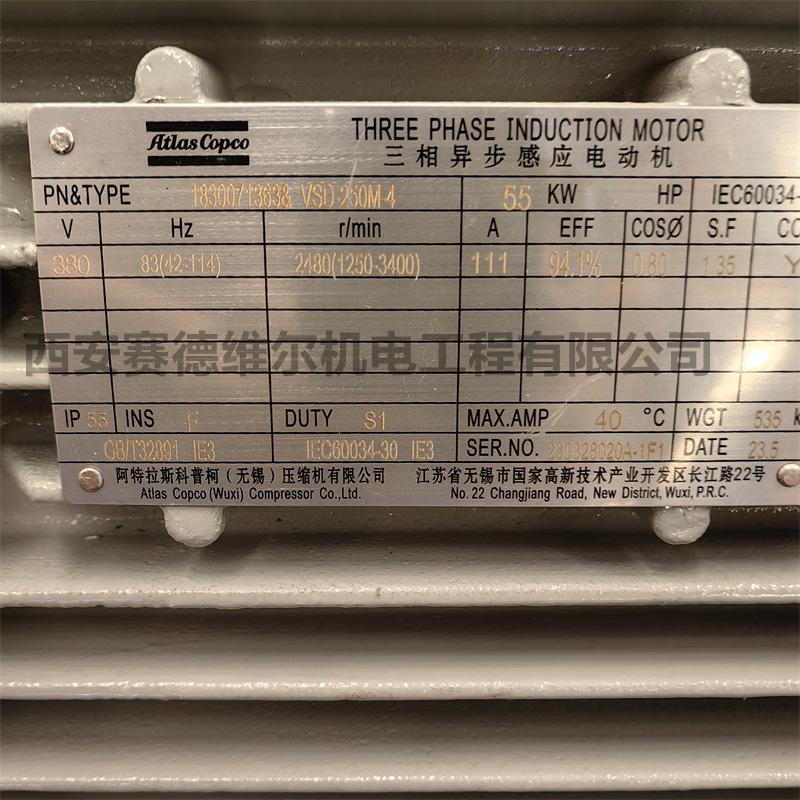 Atlas Copco
THREE PHASE INDUCTION MOTOR
三相异步感应电动机
PN&TYPE 1830071363& VSD-250M-4 55 KW HP IEC60034-
V Hz r/min A EFF COSØ S.F
380 83(42-114) 2480(1250-3400) 111 94.1% 0.80 1.35 Y
西安赛德维尔机电工程有限公司
IP 55 INS F DUTY S1 MAX.AMP 40 °C WGT 535
GB/T32891 IE3 IEC60034-30 IE3 SER.NO. 230328020A-1F1 DATE 23.5
阿特拉斯科普柯（无锡）压缩机有限公司 江苏省无锡市国家高新技术产业开发区长江路22号
Atlas Copco (Wuxi) Compressor Co.,Ltd. No. 22 Changjiang Road, New District, Wuxi, P.R.C.